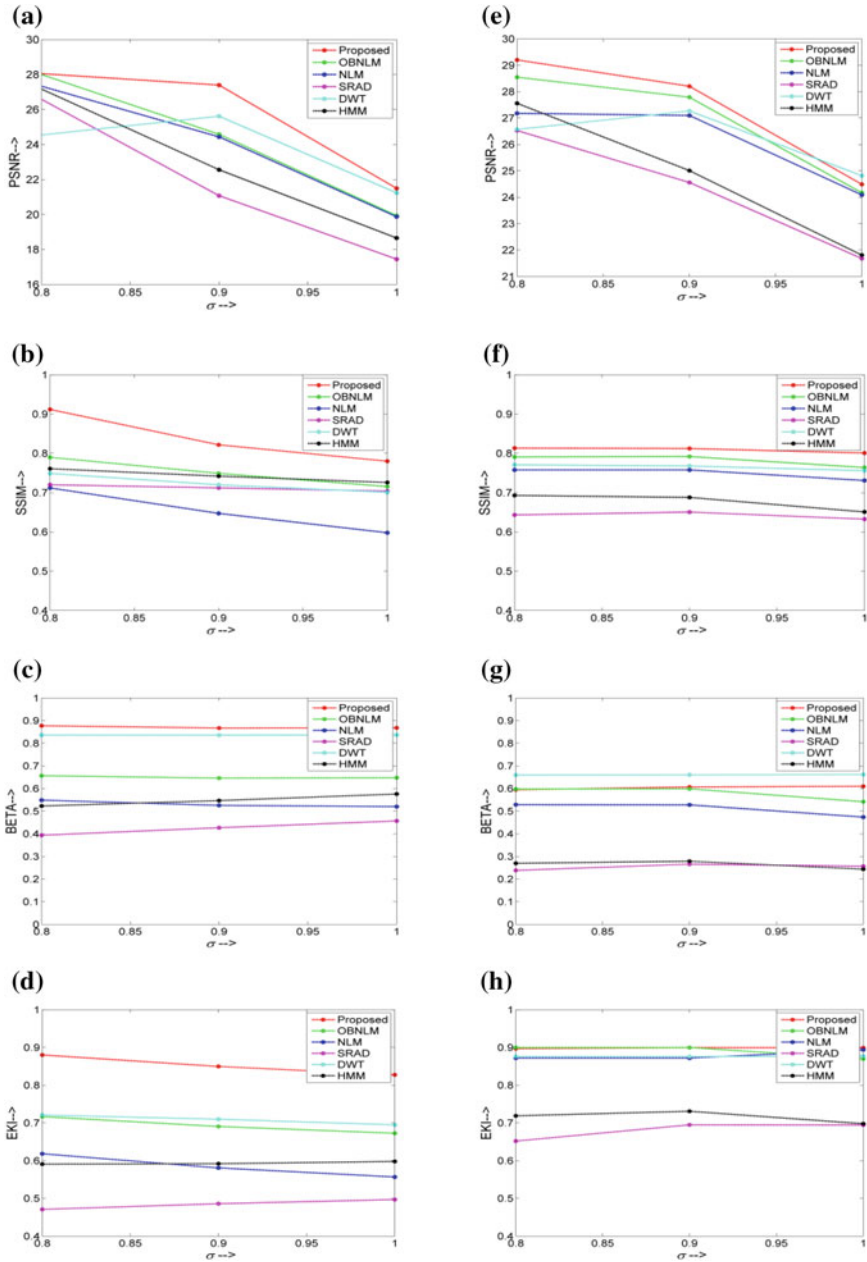 (a)
30
28
26
24
22
20
18
16
PSNR-->
0.8
0.85
0.9
0.95
1
σ -->
Proposed
OBNLM
NLM
SRAD
DWT
HMM
(e)
30
29
28
27
26
25
24
23
22
21
PSNR-->
0.8
0.85
0.9
0.95
1
σ -->
Proposed
OBNLM
NLM
SRAD
DWT
HMM
(b)
1
0.9
0.8
0.7
0.6
0.5
0.4
SSIM-->
0.8
0.85
0.9
0.95
1
σ -->
Proposed
OBNLM
NLM
SRAD
DWT
HMM
(f)
1
0.9
0.8
0.7
0.6
0.5
0.4
SSIM-->
0.8
0.85
0.9
0.95
1
σ -->
Proposed
OBNLM
NLM
SRAD
DWT
HMM
(c)
1
0.9
0.8
0.7
0.6
0.5
0.4
0.3
0.2
0.1
0
BETA-->
0.8
0.85
0.9
0.95
1
σ -->
Proposed
OBNLM
NLM
SRAD
DWT
HMM
(g)
1
0.9
0.8
0.7
0.6
0.5
0.4
0.3
0.2
0.1
0
BETA-->
0.8
0.85
0.9
0.95
1
σ -->
Proposed
OBNLM
NLM
SRAD
DWT
HMM
(d)
1
0.9
0.8
0.7
0.6
0.5
0.4
EKI-->
0.8
0.85
0.9
0.95
1
σ -->
Proposed
OBNLM
NLM
SRAD
DWT
HMM
(h)
1
0.9
0.8
0.7
0.6
0.5
0.4
EKI-->
0.8
0.85
0.9
0.95
1
σ -->
Proposed
OBNLM
NLM
SRAD
DWT
HMM